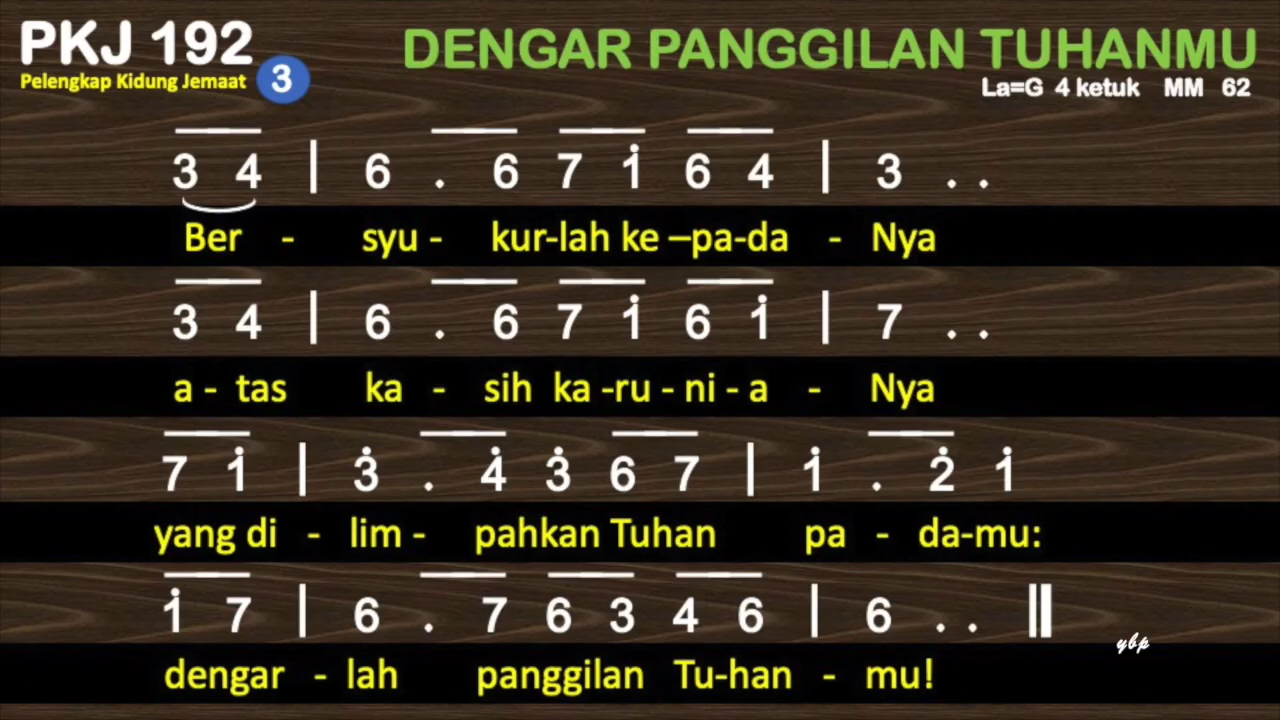 PKJ 192
DENGAR PANGGILAN TUHANMU
Pelengkap Kidung Jemaat
3
La=G 4 ketuk MM 62
3 4 | 6 . 6 7 1̇ 6 4 | 3 . .
Ber - syu - kur-lah ke –pa-da - Nya
3 4 | 6 . 6 7 1̇ 6 1̇ | 7 . .
a - tas ka - sih ka -ru - ni - a - Nya
7 1̇ | 3̇ . 4̇ 3̇ 6 7 | 1̇ . 2̇ 1̇
yang di - lim - pahkan Tuhan pa - da-mu:
1̇ 7 | 6 . 7 6 3 4 6 | 6 . . ||
dengar - lah panggilan Tu-han - mu!
ybp